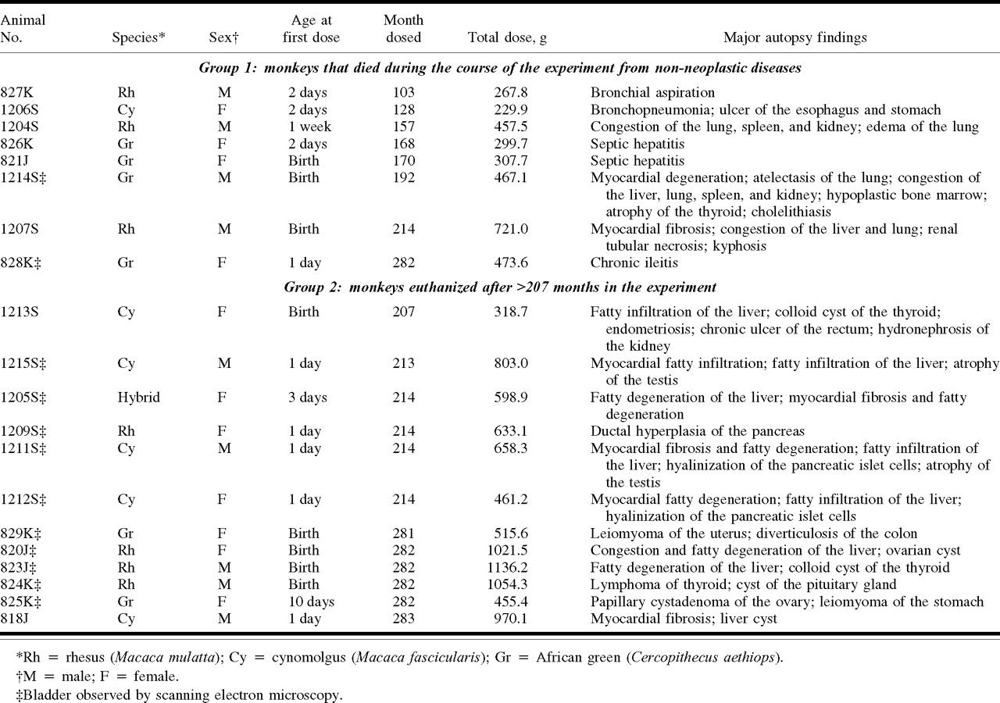 Animal No. Species* Sex† Age at first dose Month dosed Total dose, g Major autopsy findings
Group 1: monkeys that died during the course of the experiment from non-neoplastic diseases
827K Rh M 2 days 103 267.8 Bronchial aspiration
1206S Cy F 2 days 128 229.9 Bronchopneumonia; ulcer of the esophagus and stomach
1204S Rh M 1 week 157 457.5 Congestion of the lung, spleen, and kidney; edema of the lung
826K Gr F 2 days 168 299.7 Septic hepatitis
821J Gr F Birth 170 307.7 Septic hepatitis
1214S‡ Gr M Birth 192 467.1 Myocardial degeneration; atelectasis of the lung; congestion of
the liver, lung, spleen, and kidney; hypoplastic bone marrow;
atrophy of the thyroid; cholelithiasis
1207S Rh M Birth 214 721.0 Myocardial fibrosis; congestion of the liver and lung; renal
tubular necrosis; kyphosis
828K‡ Gr F 1 day 282 473.6 Chronic ileitis
Group 2: monkeys euthanized after >207 months in the experiment
1213S Cy F Birth 207 318.7 Fatty infiltration of the liver; colloid cyst of the thyroid;
endometriosis; chronic ulcer of the rectum; hydronephrosis of
the kidney
1215S‡ Cy M 1 day 213 803.0 Myocardial fatty infiltration; fatty infiltration of the liver; atrophy
of the testis
1205S‡ Hybrid F 3 days 214 598.9 Fatty degeneration of the liver; myocardial fibrosis and fatty
degeneration
1209S‡ Rh F 1 day 214 633.1 Ductal hyperplasia of the pancreas
1211S‡ Cy M 1 day 214 658.3 Myocardial fibrosis and fatty degeneration; fatty infiltration of
the liver; hyalinization of the pancreatic islet cells; atrophy of
the testis
1212S‡ Cy F 1 day 214 461.2 Myocardial fatty degeneration; fatty infiltration of the liver;
hyalinization of the pancreatic islet cells
829K‡ Gr F Birth 281 515.6 Leiomyoma of the uterus; diverticulosis of the colon
820J‡ Rh F Birth 282 1021.5 Congestion and fatty degeneration of the liver; ovarian cyst
823J‡ Rh M Birth 282 1136.2 Fatty degeneration of the liver; colloid cyst of the thyroid
824K‡ Rh M Birth 282 1054.3 Lymphoma of thyroid; cyst of the pituitary gland
825K‡ Gr F 10 days 282 455.4 Papillary cystadenoma of the ovary; leiomyoma of the stomach
818J Cy M 1 day 283 970.1 Myocardial fibrosis; liver cyst
*Rh = rhesus (Macaca mulatta); Cy = cynomolgus (Macaca fascicularis); Gr = African green (Cercopithecus aethiops).
†M = male; F = female.
‡Bladder observed by scanning electron microscopy.